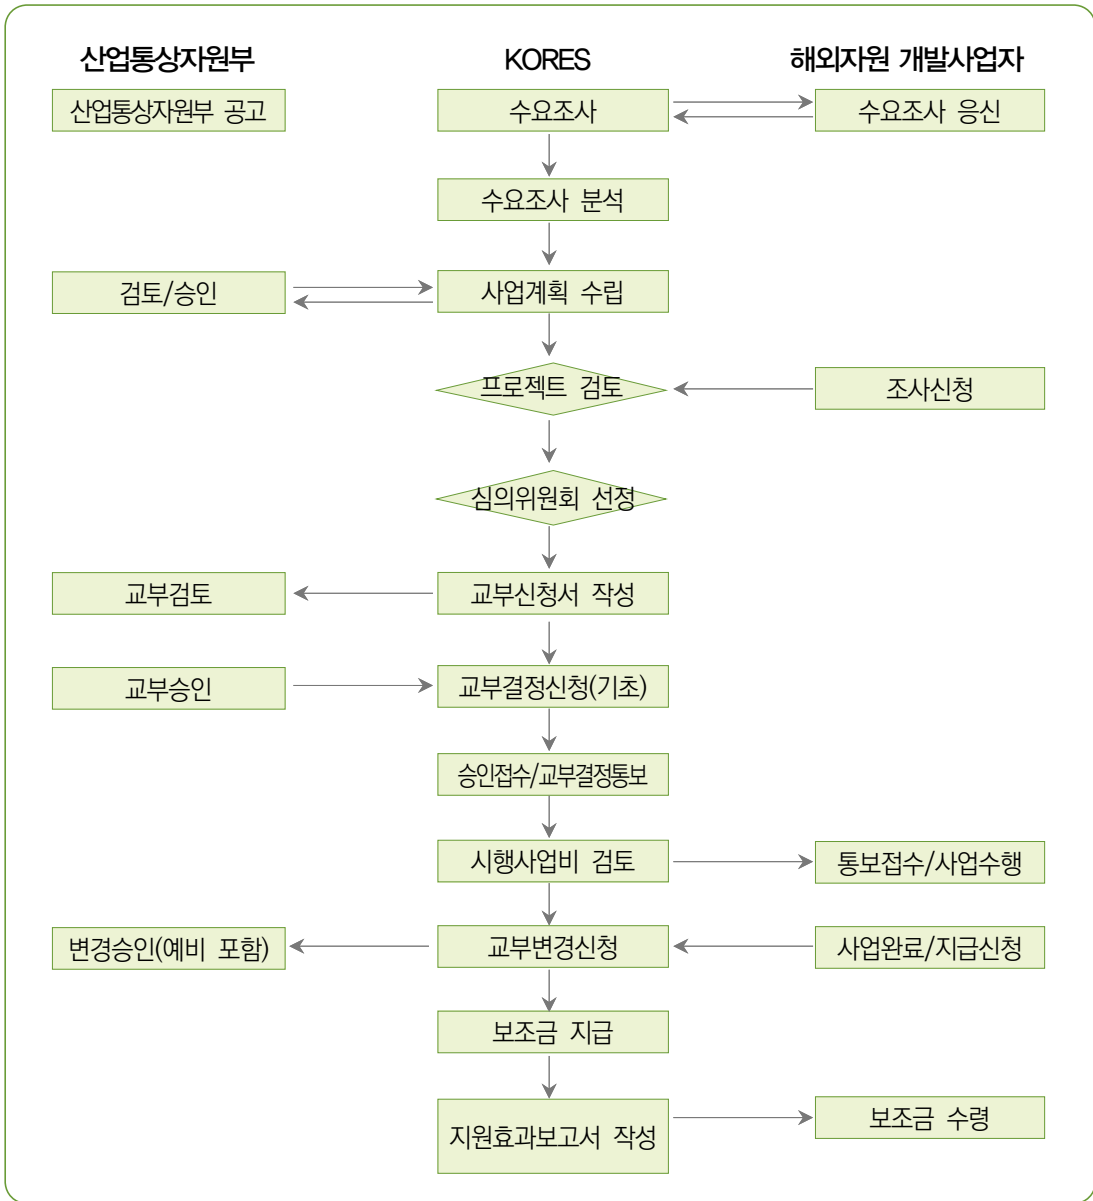 산업통상자원부 KORES 해외자원 개발사업자
산업통상자원부 공고 수요조사 수요조사 응신
수요조사 분석
검토/승인 사업계획 수립
프로젝트 검토 조사신청
심의위원회 선정
교부검토 교부신청서 작성
교부승인 교부결정신청(기초)
승인접수/교부결정통보
시행사업비 검토 통보접수/사업수행
변경승인(예비 포함) 교부변경신청 사업완료/지급신청
보조금 지급
지원효과보고서 작성 보조금 수령